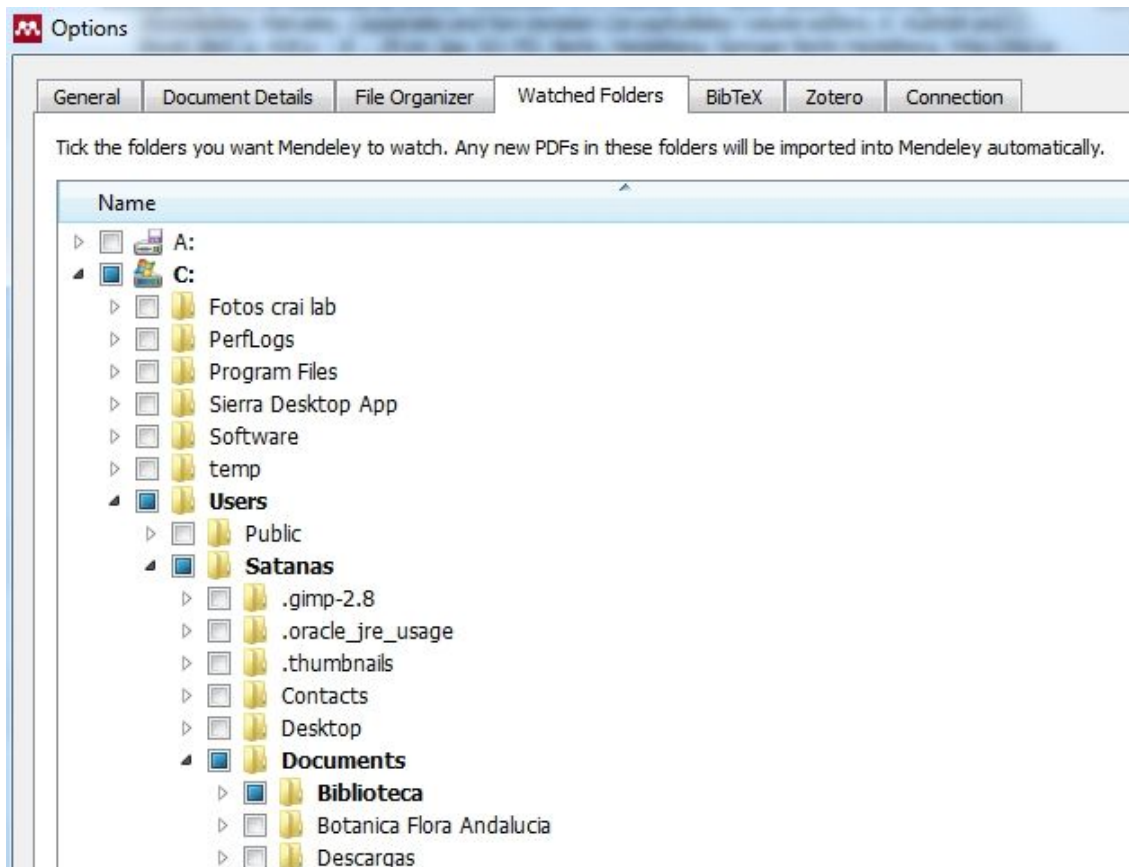 Options
General Document Details File Organizer Watched Folders BibTeX Zotero Connection
Tick the folders you want Mendeley to watch. Any new PDFs in these folders will be imported into Mendeley automatically.
Name
A:
C:
Fotos crai lab
PerfLogs
Program Files
Sierra Desktop App
Software
temp
Users
Public
Satanas
.gimp-2.8
.oracle_jre_usage
.thumbnails
Contacts
Desktop
Documents
Biblioteca
Botanica Flora Andalucia
Descargas